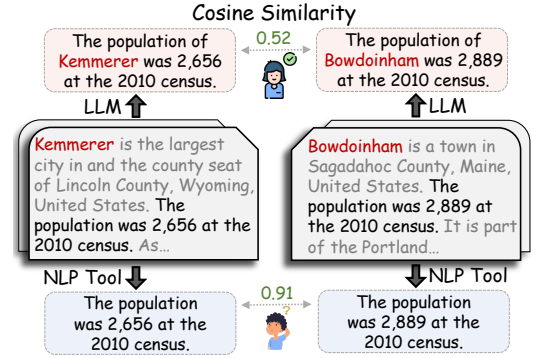 Cosine Similarity
The population of
Kemmerer was 2,656
at the 2010 census.
0.52
The population of
Bowdoinham was 2,889
at the 2010 census.
LLM
LLM
Kemmerer is the largest
city in and the county seat
of Lincoln County, Wyoming,
United States. The
population was 2,656 at the
2010 census. As...
Bowdoinham is a town in
Sagadahoc County, Maine,
United States. The
population was 2,889 at
the 2010 census. It is part
of the Portland...
NLP Tool
NLP Tool
The population
was 2,656 at the
2010 census.
0.91
?
The population
was 2,889 at the
2010 census.